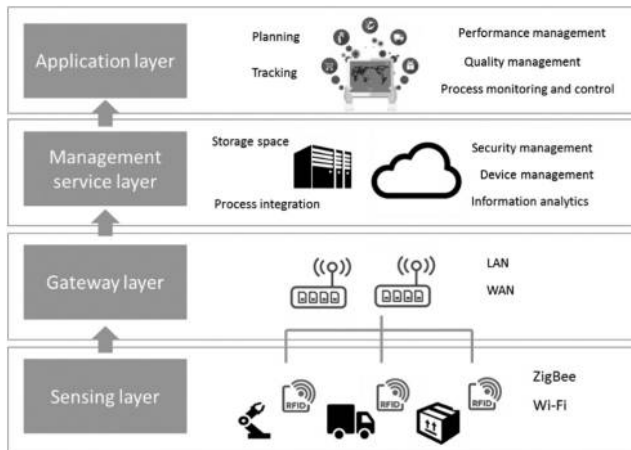 Application layer
Planning
Tracking
Performance management
Quality management
Process monitoring and control
Management
service layer
Storage space
Process integration
Security management
Device management
Information analytics
Gateway layer
LAN
WAN
Sensing layer
RFID
RFID
RFID
ZigBee
Wi-Fi